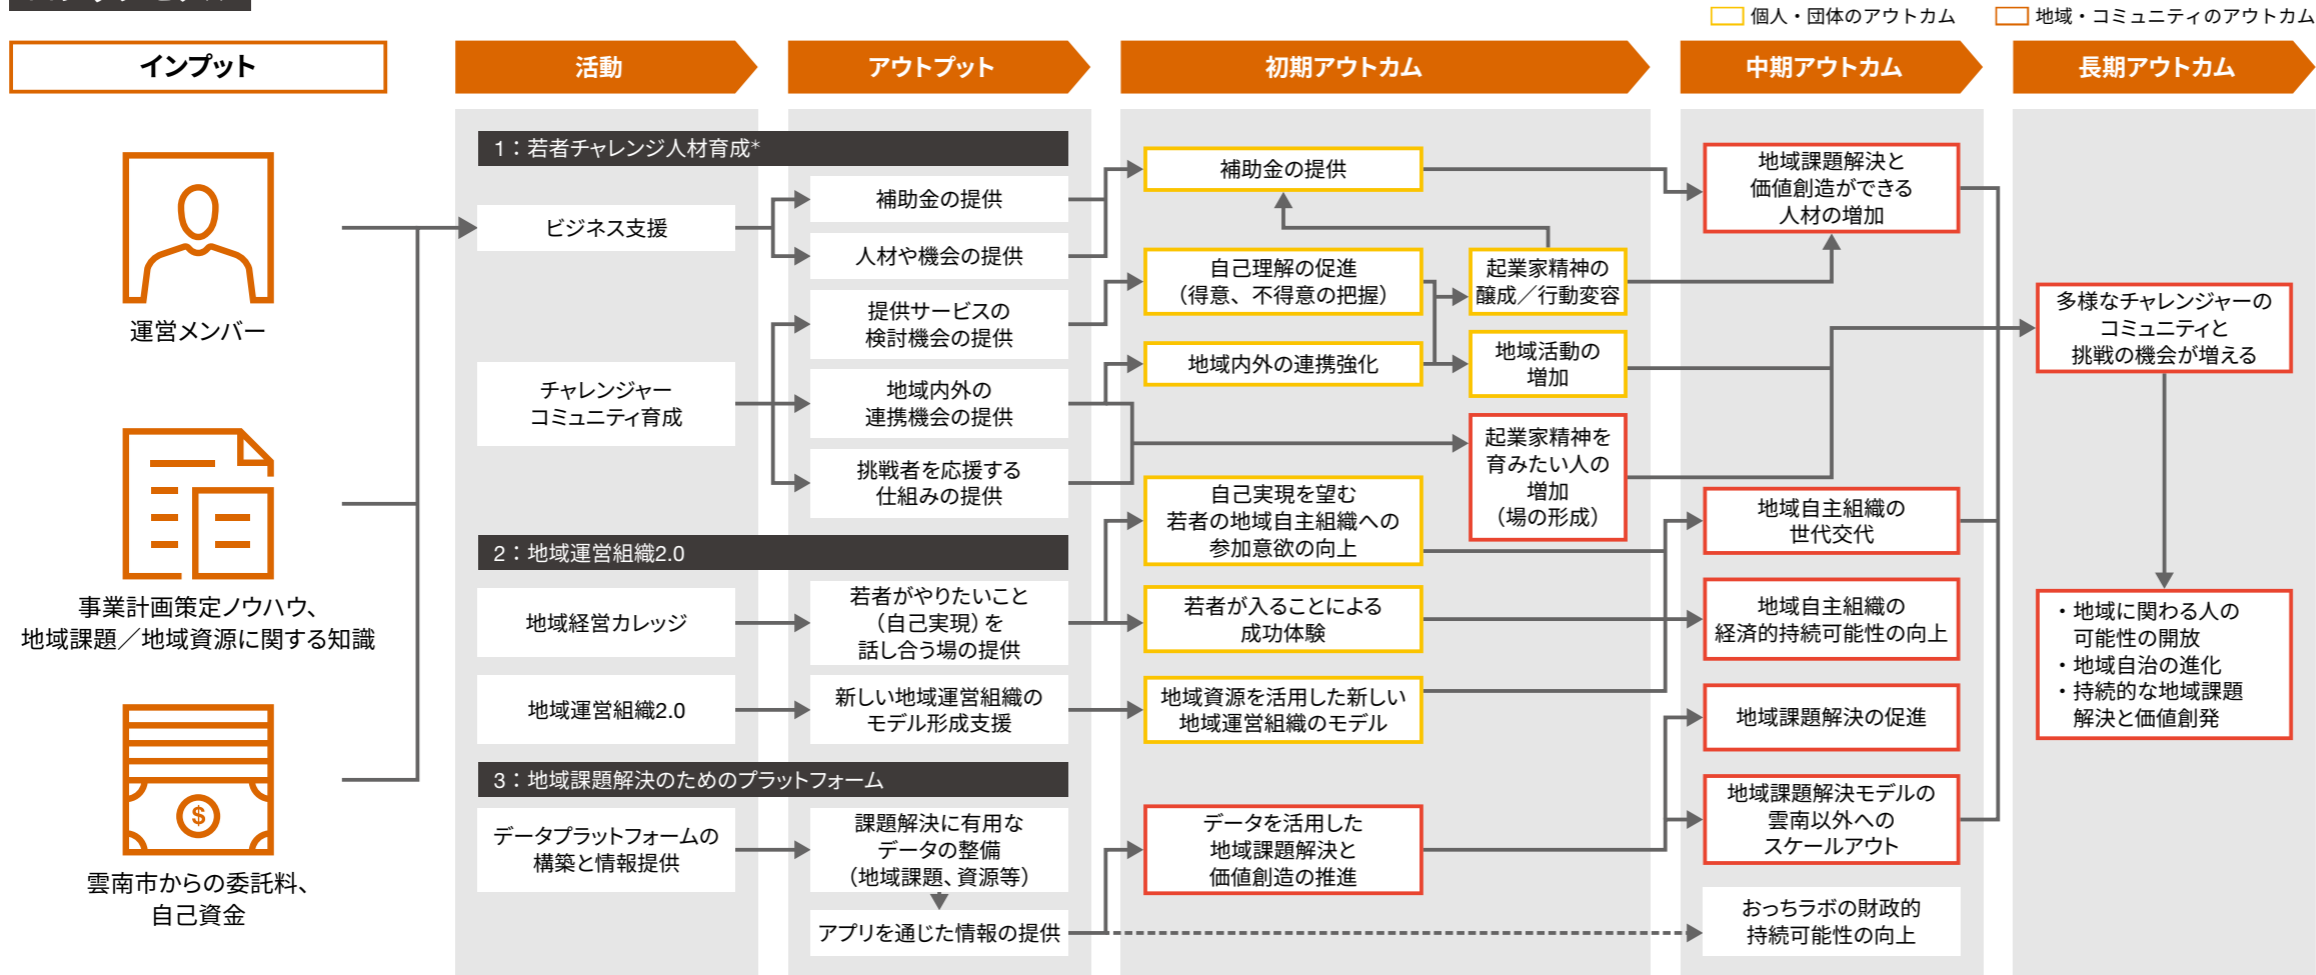 個人・団体のアウトカム
地域・コミュニティのアウトカム
インプット
活動
アウトプット
初期アウトカム
中期アウトカム
長期アウトカム
運営メンバー
事業計画策定ノウハウ、
地域課題／地域資源に関する知識
$
雲南市からの委託料、
自己資金
1：若者チャレンジ人材育成*
ビジネス支援
補助金の提供
人材や機会の提供
チャレンジャー
コミュニティ育成
提供サービスの
検討機会の提供
地域内外の
連携機会の提供
挑戦者を応援する
仕組みの提供
2：地域運営組織2.0
地域経営カレッジ
若者がやりたいこと
（自己実現）を
話し合う場の提供
地域運営組織2.0
新しい地域運営組織の
モデル形成支援
3：地域課題解決のためのプラットフォーム
データプラットフォームの
構築と情報提供
課題解決に有用な
データの整備
（地域課題、資源等）
アプリを通じた情報の提供
補助金の提供
自己理解の促進
（得意、不得意の把握）
起業家精神の
醸成／行動変容
地域内外の連携強化
地域活動の
増加
起業家精神を
育みたい人の
増加
（場の形成）
自己実現を望む
若者の地域自主組織への
参加意欲の向上
若者が入ることによる
成功体験
地域資源を活用した新しい
地域運営組織のモデル
データを活用した
地域課題解決と
価値創造の推進
地域課題解決と
価値創造ができる
人材の増加
地域自主組織の
世代交代
地域自主組織の
経済的持続可能性の向上
地域課題解決の促進
地域課題解決モデルの
雲南以外への
スケールアウト
おっちラボの財政的
持続可能性の向上
多様なチャレンジャーの
コミュニティと
挑戦の機会が増える
・地域に関わる人の
可能性の開放
・地域自治の進化
・持続的な地域課題
解決と価値創発